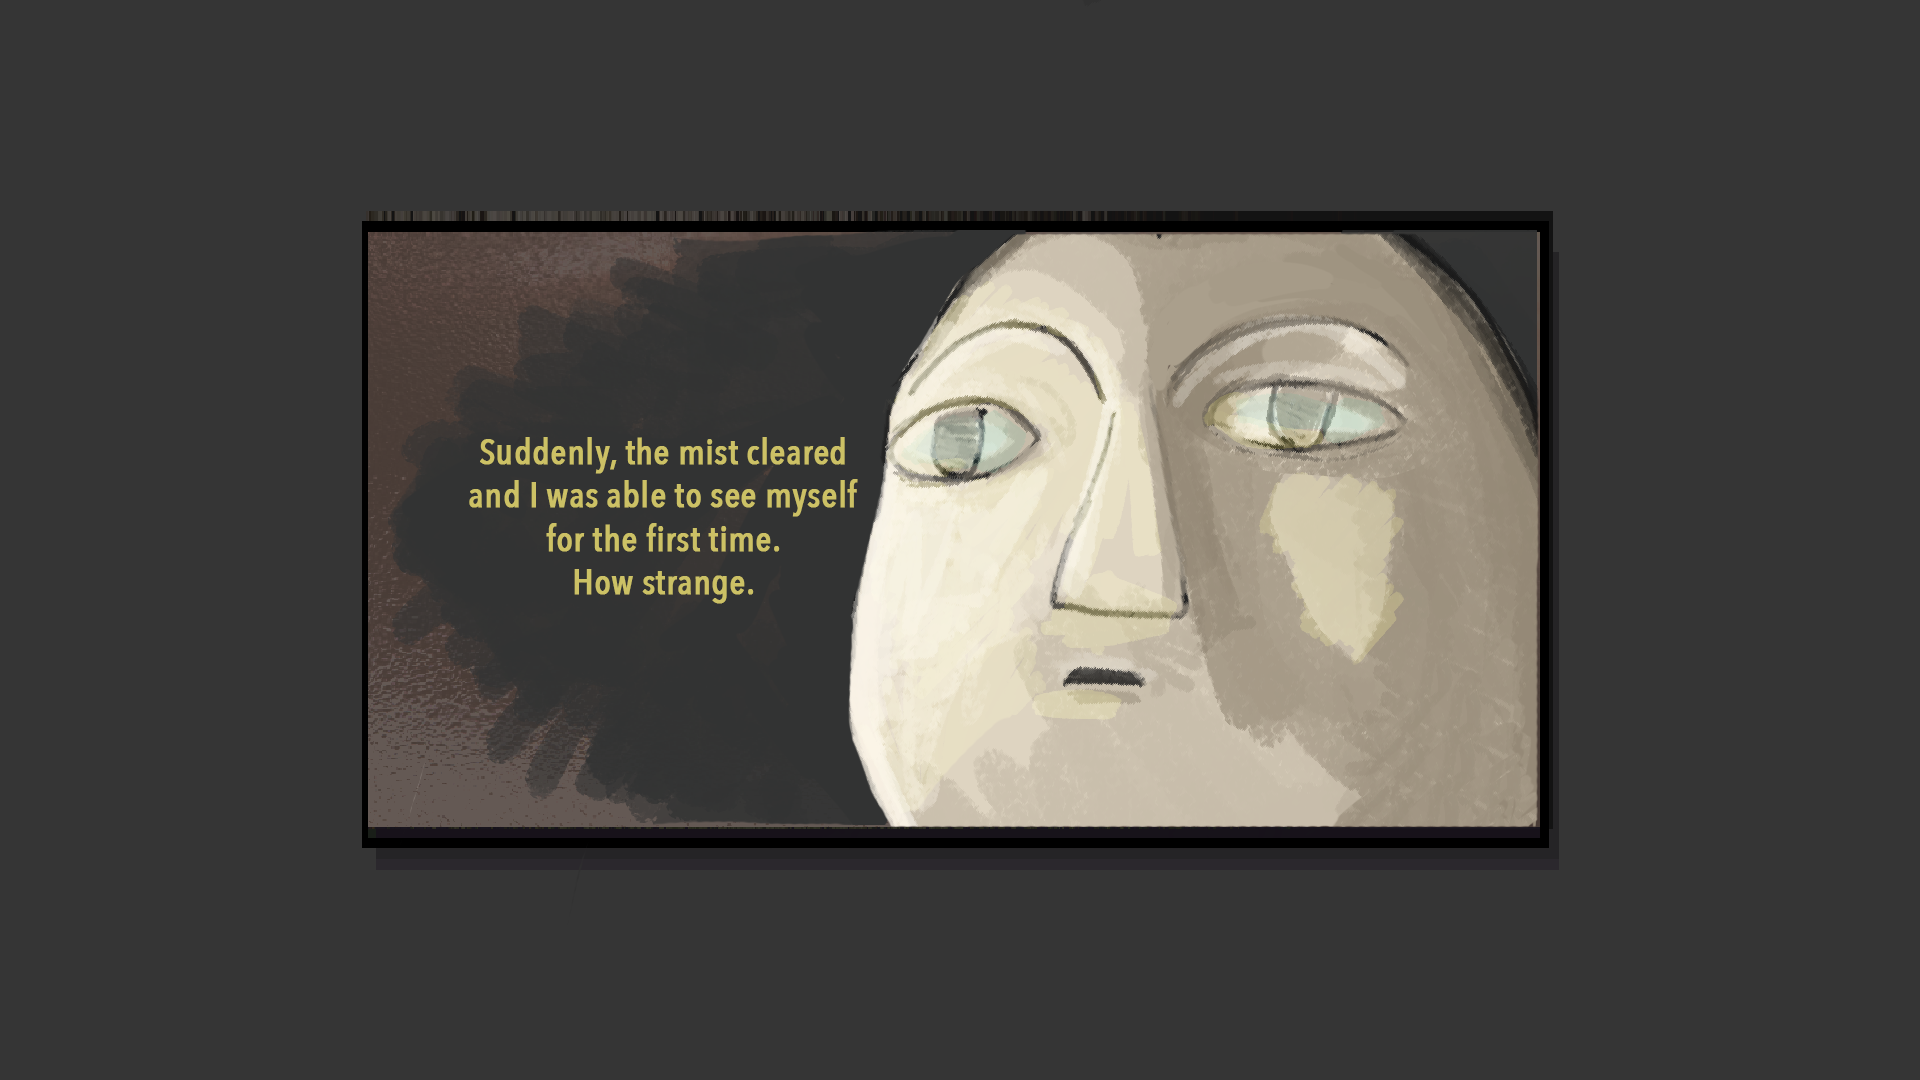 Suddenly, the mist cleared
and I was able to see myself
for the first time.
How strange.